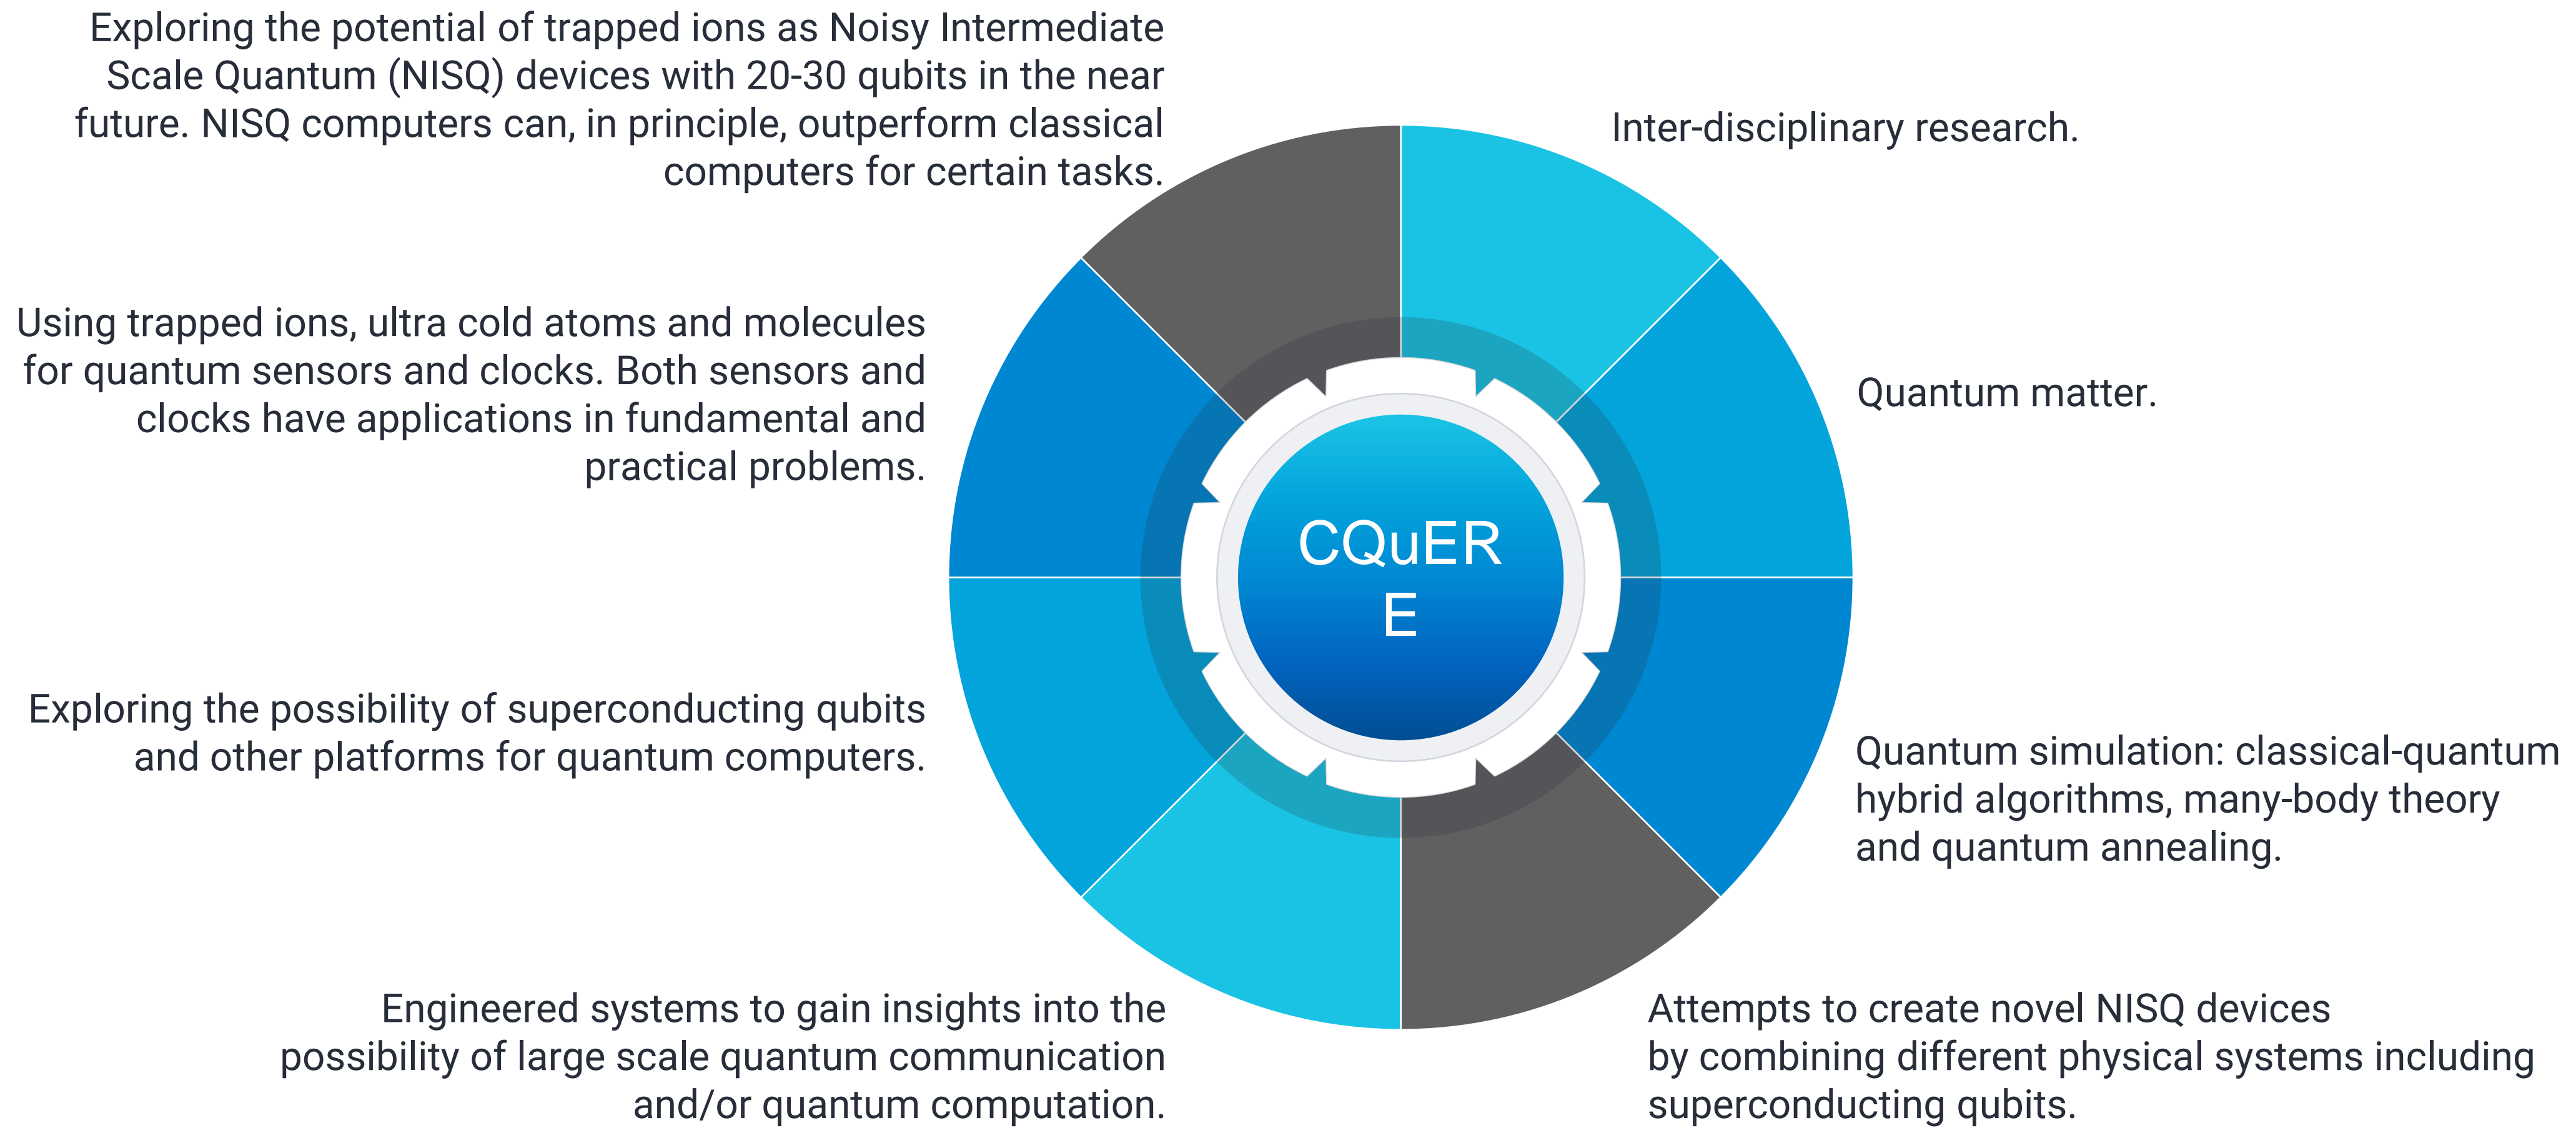 Exploring the potential of trapped ions as Noisy Intermediate
Scale Quantum (NISQ) devices with 20-30 qubits in the near
future. NISQ computers can, in principle, outperform classical
computers for certain tasks.
Inter-disciplinary research.
Using trapped ions, ultra cold atoms and molecules
for quantum sensors and clocks. Both sensors and
clocks have applications in fundamental and
practical problems.
Quantum matter.
CQuER
E
Exploring the possibility of superconducting qubits
and other platforms for quantum computers.
Quantum simulation: classical-quantum
hybrid algorithms, many-body theory
and quantum annealing.
Engineered systems to gain insights into the
possibility of large scale quantum communication
and/or quantum computation.
Attempts to create novel NISQ devices
by combining different physical systems including
superconducting qubits.